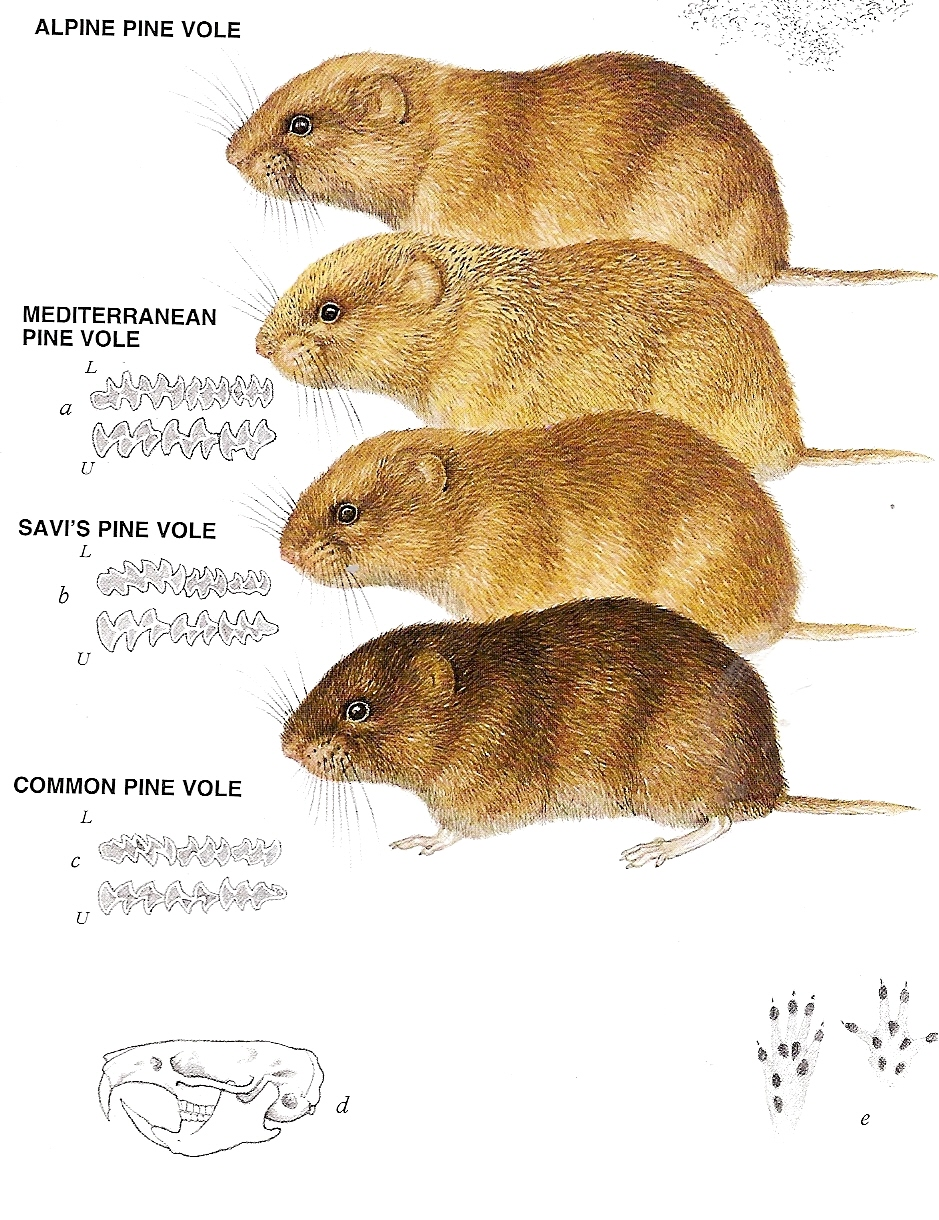 ALPINE PINE VOLE
MEDITERRANEAN
PINE VOLE
L
a
U
SAVI'S PINE VOLE
L
b
U
COMMON PINE VOLE
L
c
U
d
e